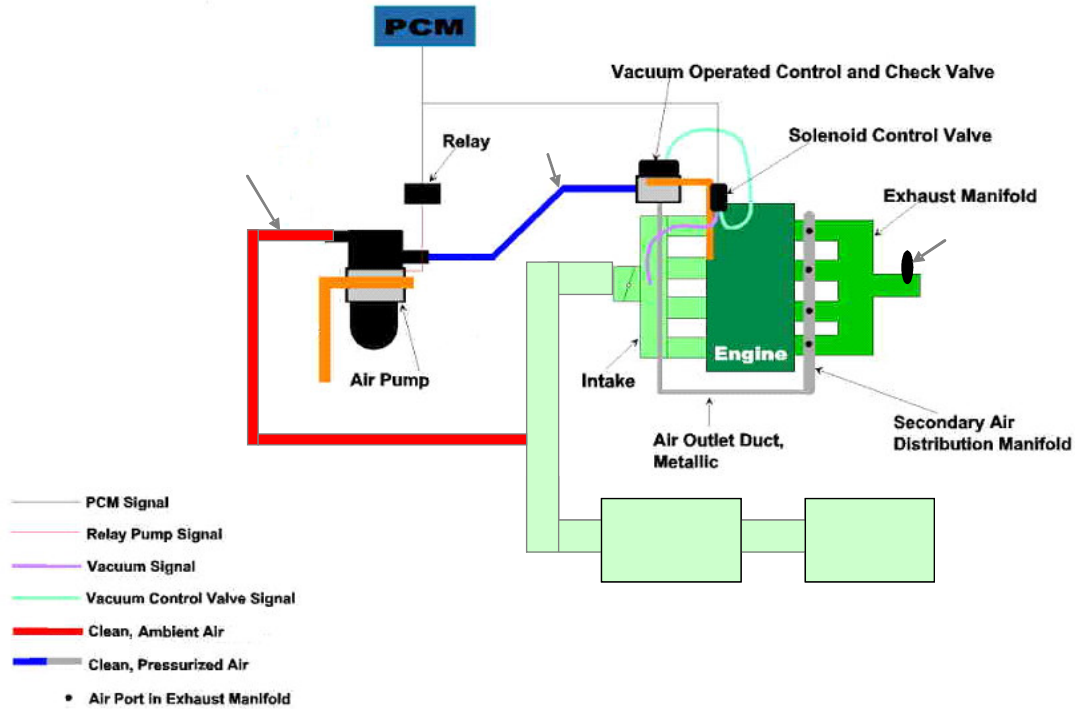 PCM
Vacuum Operated Control and Check Valve
Solenoid Control Valve
Relay
Exhaust Manifold
Engine
Air Pump
Intake
Air Outlet Duct,
Metallic
Secondary Air
Distribution Manifold
PCM Signal
Relay Pump Signal
Vacuum Signal
Vacuum Control Valve Signal
Clean, Ambient Air
Clean, Pressurized Air
Air Port in Exhaust Manifold